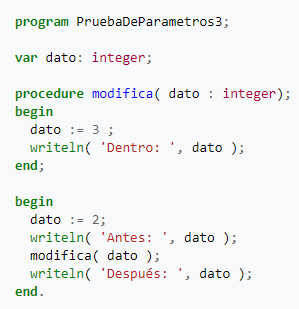 program PruebaDeParametros3;
var dato: integer;
procedure modifica( dato : integer);
begin
dato := 3 ;
writeln( 'Dentro: ', dato );
end;
begin
dato := 2;
writeln( 'Antes: ', dato );
modifica( dato );
writeln( 'Después: ', dato );
end.